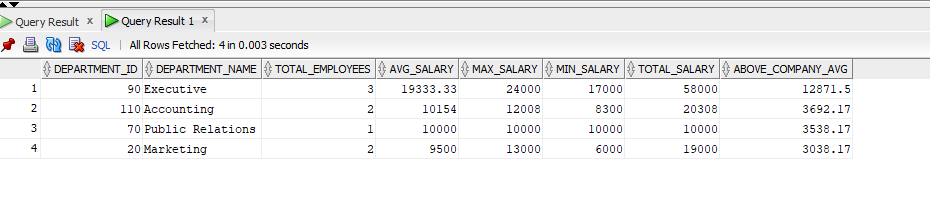 Query Result x Query Result 1 x
SQL | All Rows Fetched: 4 in 0.003 seconds
DEPARTMENT_ID DEPARTMENT_NAME TOTAL_EMPLOYEES AVG_SALARY MAX_SALARY MIN_SALARY TOTAL_SALARY ABOVE_COMPANY_AVG
1 90 Executive 3 19333.33 24000 17000 58000 12871.5
2 110 Accounting 2 10154 12008 8300 20308 3692.17
3 70 Public Relations 1 10000 10000 10000 10000 3538.17
4 20 Marketing 2 9500 13000 6000 19000 3038.17